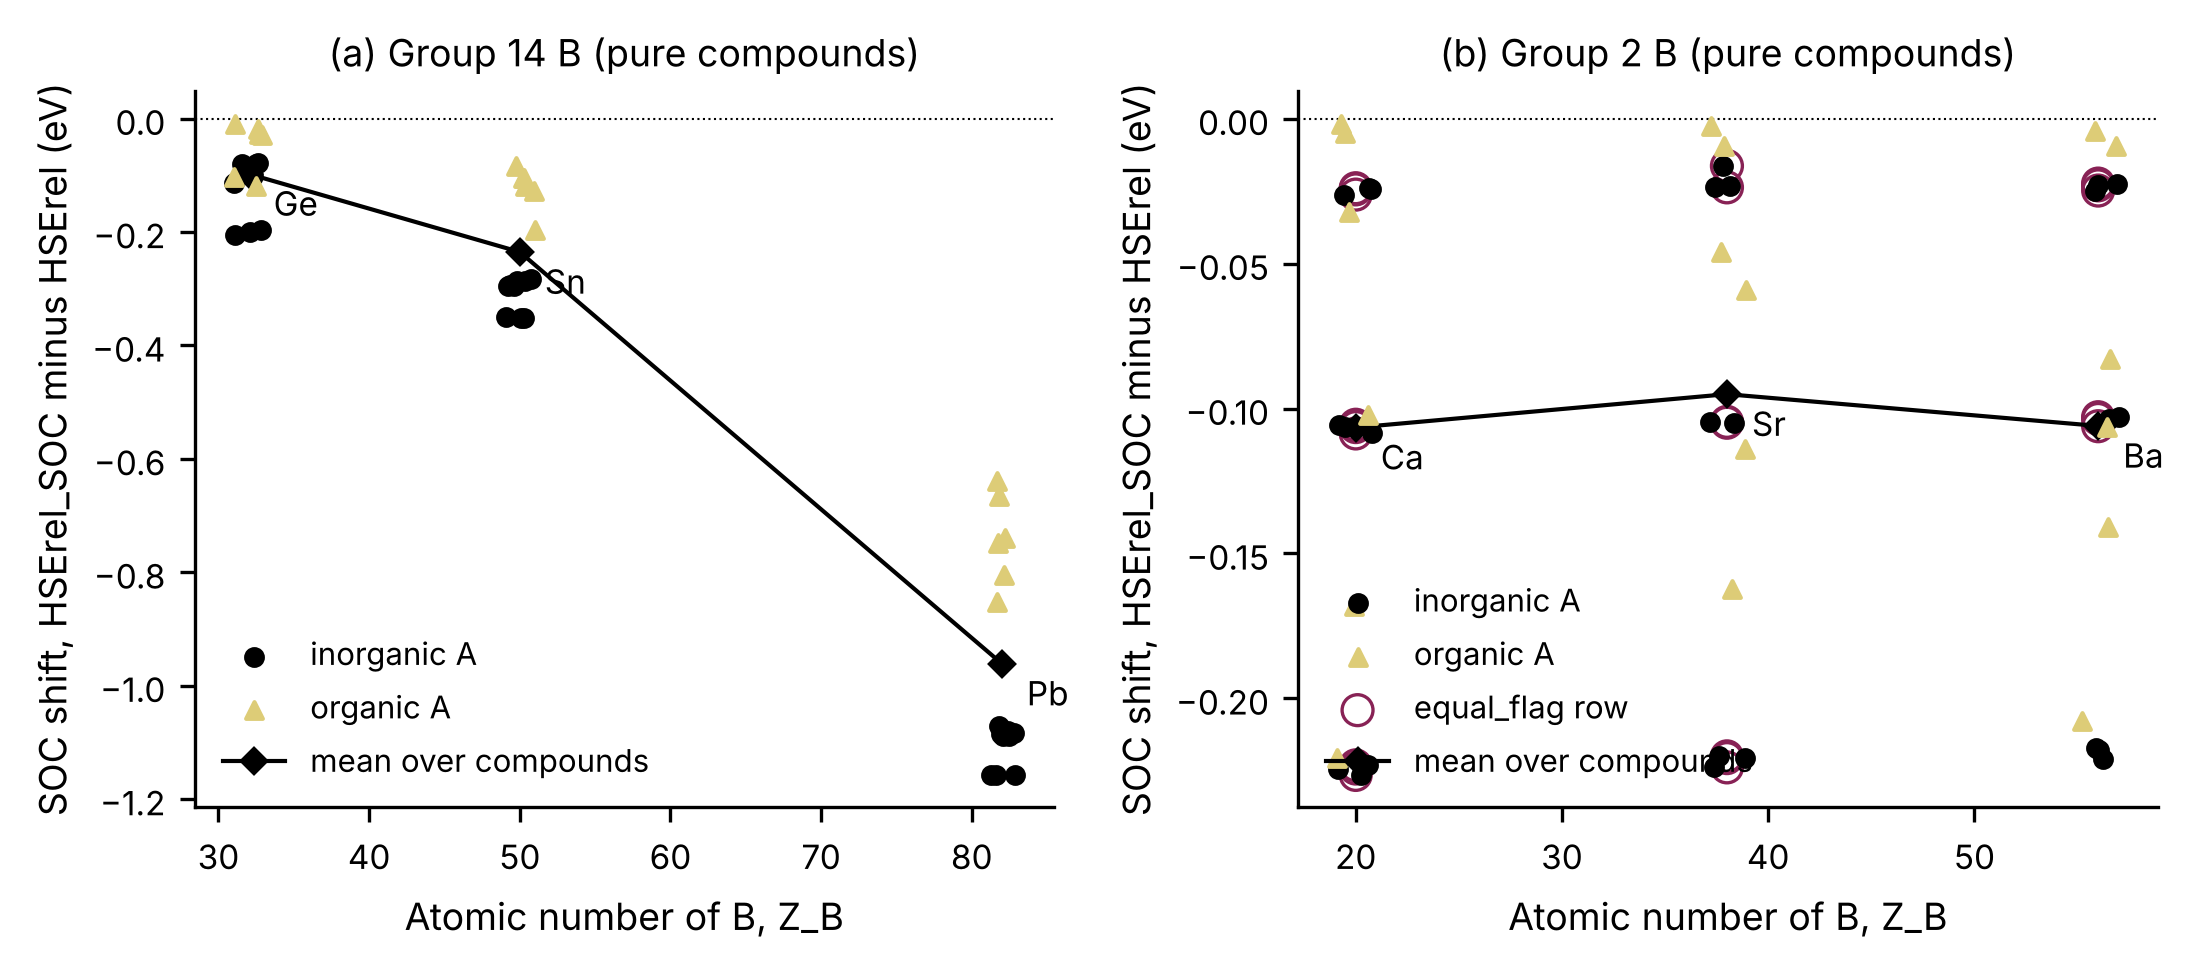 (a) Group 14 B (pure compounds)
SOC shift, HSErel_SOC minus HSErel (eV)
0.0
−0.2
−0.4
−0.6
−0.8
−1.0
−1.2
Ge
Sn
Pb
inorganic A
organic A
mean over compounds
30 40 50 60 70 80
Atomic number of B, Z_B
(b) Group 2 B (pure compounds)
SOC shift, HSErel_SOC minus HSErel (eV)
0.00
−0.05
−0.10
−0.15
−0.20
Ca
Sr
Ba
inorganic A
organic A
equal_flag row
mean over compounds
20 30 40 50
Atomic number of B, Z_B